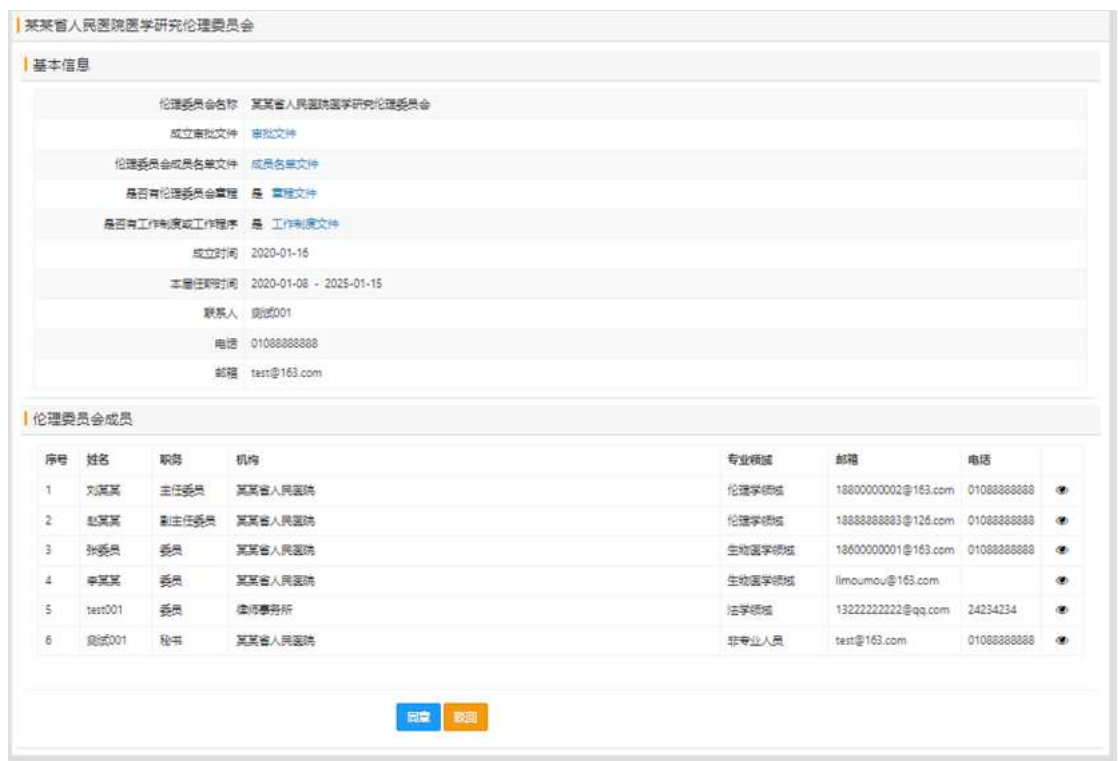 某某省人民医院医学研究伦理委员会
基本信息
伦理委员会名称 某某省人民医院医学研究伦理委员会
成立审批文件 审批文件
伦理委员会成员名单文件 成员名单文件
是否有伦理委员会章程 是 章程文件
是否有工作制度或工作程序 是 工作制度文件
成立时间 2020-01-16
本届任职时间 2020-01-08 - 2025-01-15
联系人 测试001
电话 01088888888
邮箱 test@163.com
伦理委员会成员
序号 姓名 职务 机构 专业领域 邮箱 电话
1 刘某某 主任委员 某某省人民医院 伦理学领域 18800000002@163.com 01088888888
2 赵某某 副主任委员 某某省人民医院 伦理学领域 18888888883@126.com 01088888888
3 张委员 委员 某某省人民医院 生物医学领域 18600000001@163.com 01088888888
4 李某某 委员 某某省人民医院 生物医学领域 limoumou@163.com
5 test001 委员 律师事务所 法学领域 13222222222@qq.com 24234234
6 测试001 秘书 某某省人民医院 非专业人员 test@163.com 01088888888
同意 驳回